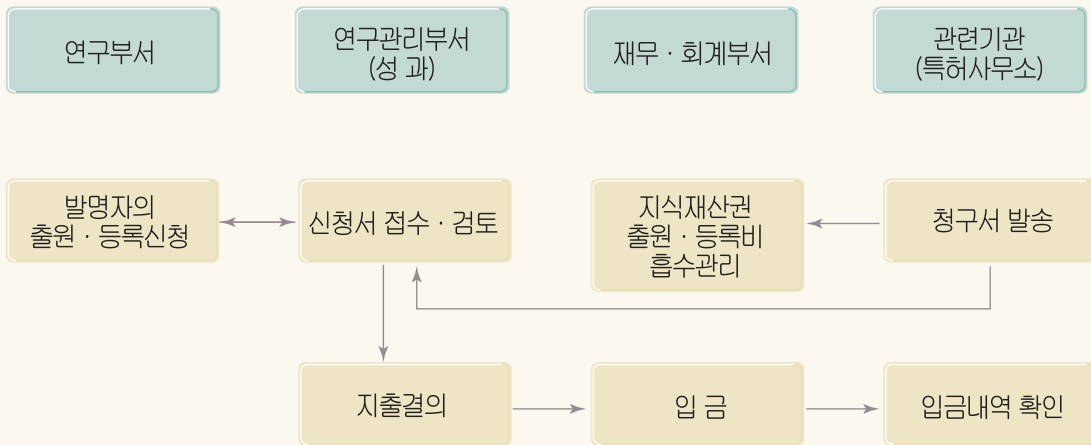 연구부서
연구관리부서
(성 과)
재무 · 회계부서
관련기관
(특허사무소)
발명자의
출원 · 등록신청
신청서 접수 · 검토
지식재산권
출원 · 등록비
흡수관리
청구서 발송
지출결의
입 금
입금내역 확인